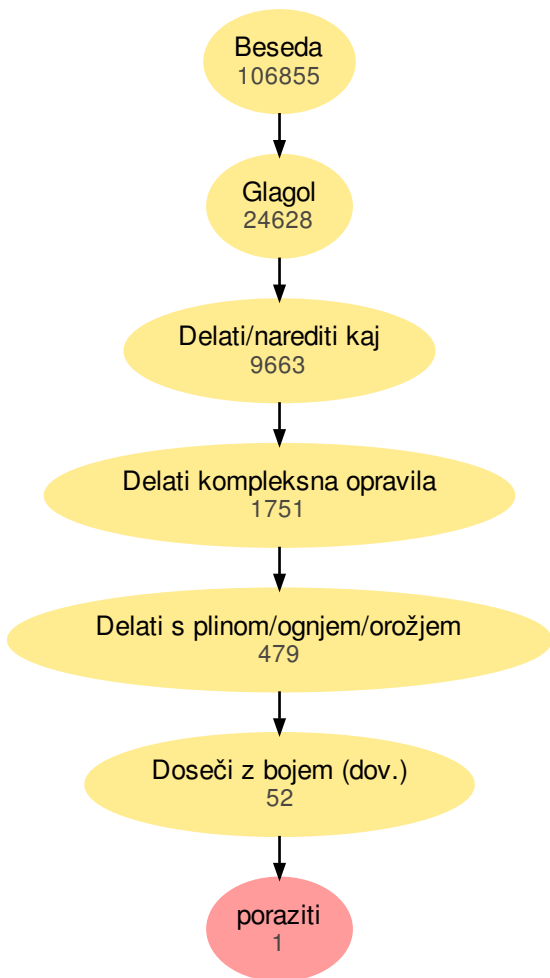 Beseda
106855
Glagol
24628
Delati/narediti kaj
9663
Delati kompleksna opravila
1751
Delati s plinom/ognjem/orožjem
479
Doseči z bojem (dov.)
52
poraziti
1